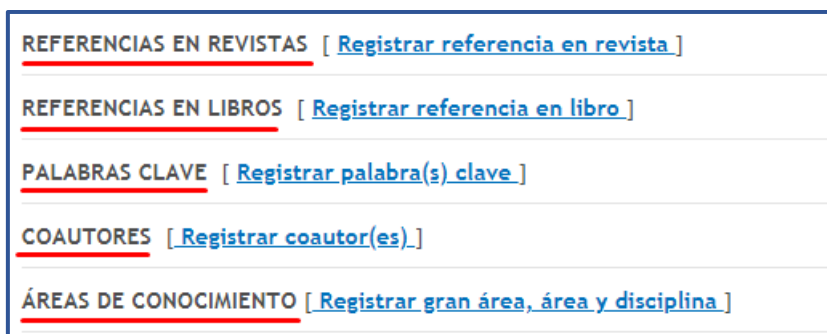 REFERENCIAS EN REVISTAS [ Registrar referencia en revista ]
REFERENCIAS EN LIBROS [ Registrar referencia en libro ]
PALABRAS CLAVE [ Registrar palabra(s) clave ]
COAUTORES [ Registrar coautor(es) ]
ÁREAS DE CONOCIMIENTO [ Registrar gran área, área y disciplina ]